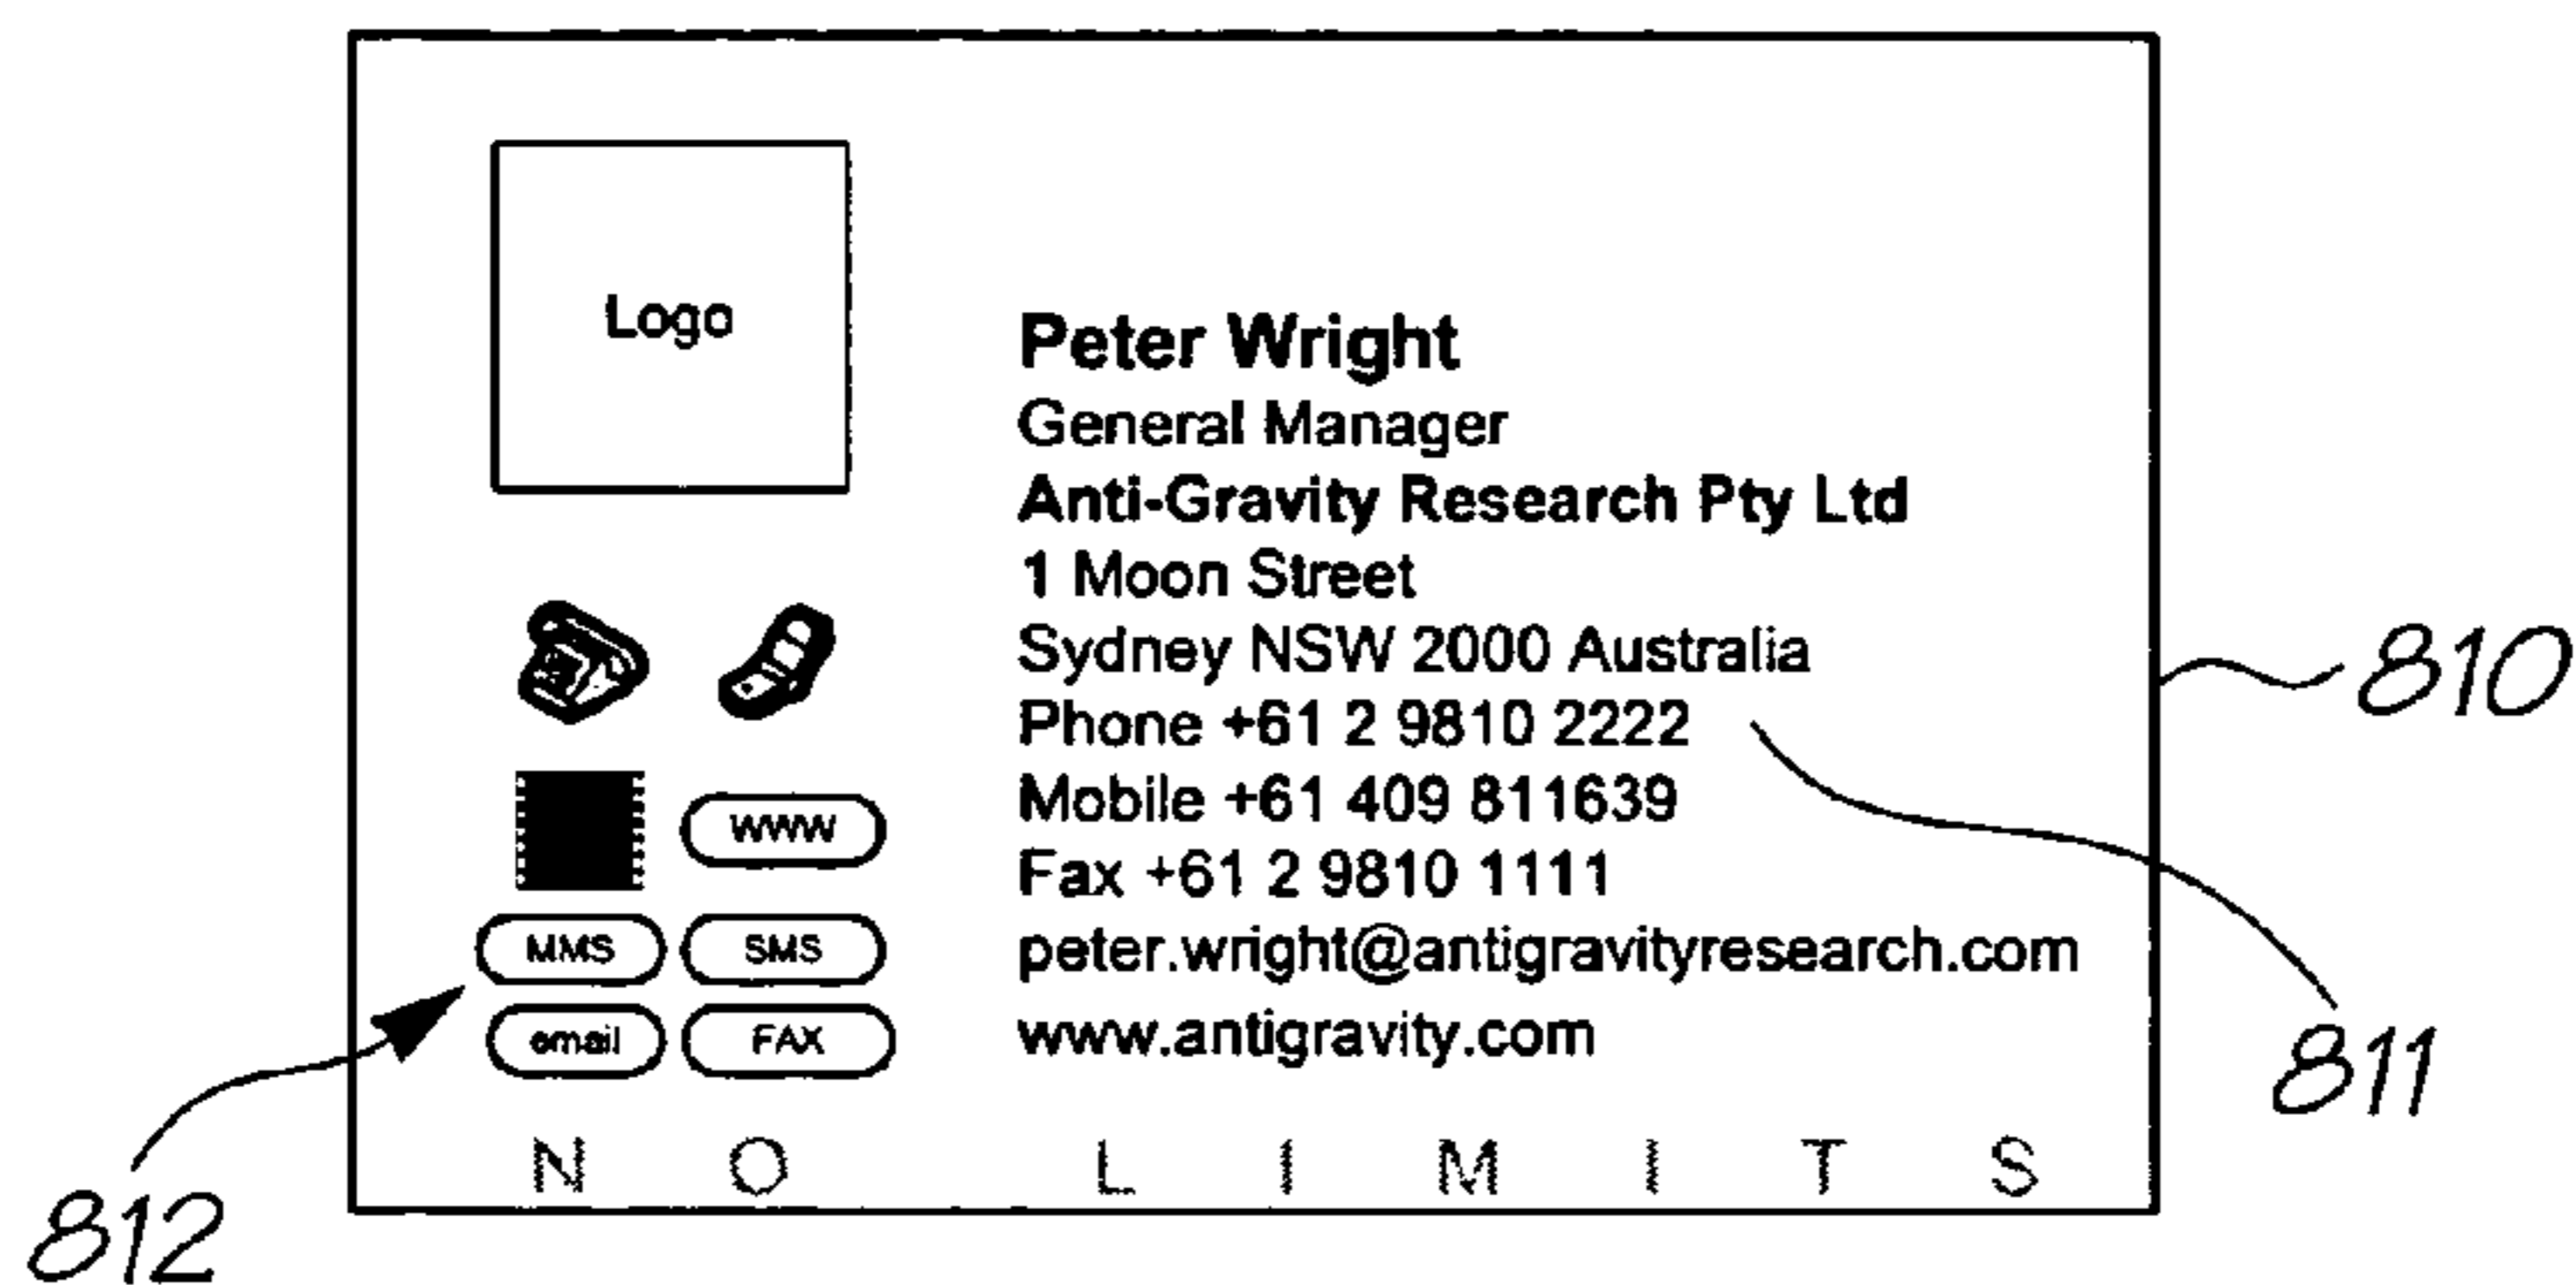 Logo
Peter Wright
General Manager
Anti-Gravity Research Pty Ltd
1 Moon Street
Sydney NSW 2000 Australia
Phone +61 2 9810 2222
Mobile +61 409 811639
Fax +61 2 9810 1111
peter.wright@antigravityresearch.com
www.antigravity.com
WWW
MMS SMS
email FAX
N O L I M I T S
810
811
812